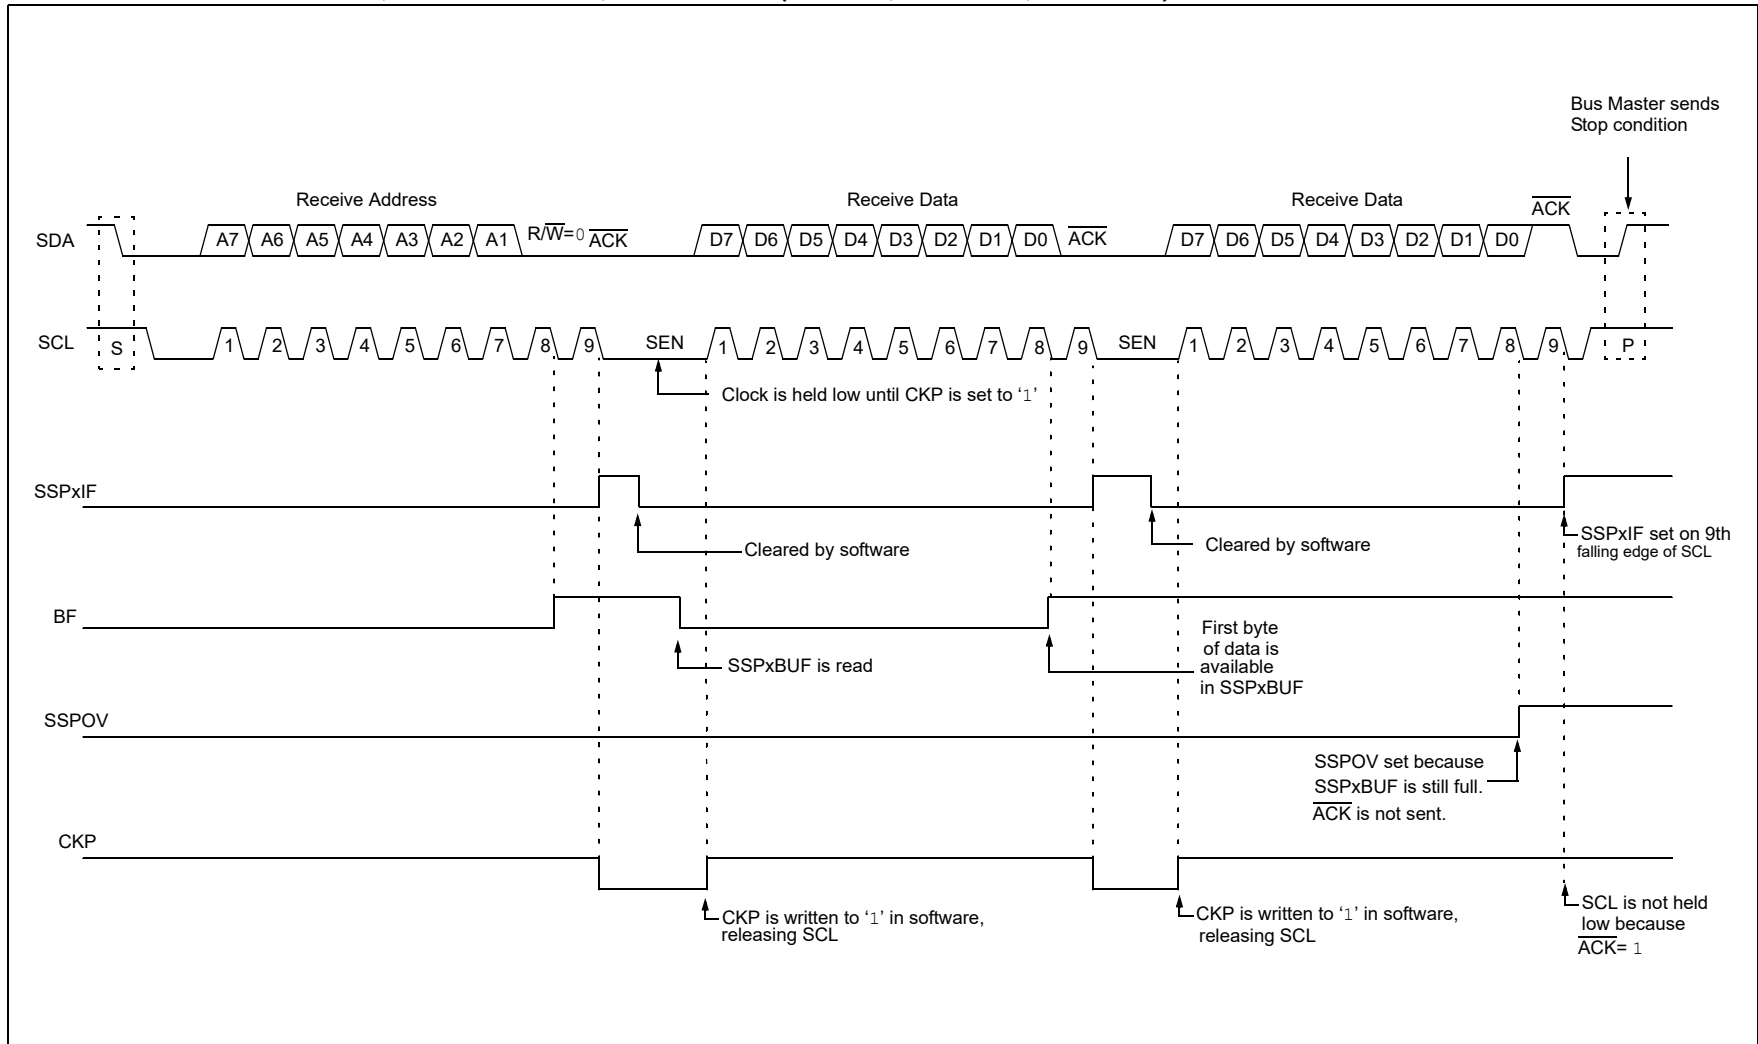 Bus Master sends
Stop condition
Receive Address
Receive Data
Receive Data
ACK
SDA
A7 A6 A5 A4 A3 A2 A1 R/W=0 ACK
D7 D6 D5 D4 D3 D2 D1 D0 ACK
D7 D6 D5 D4 D3 D2 D1 D0
SCL
S
1 2 3 4 5 6 7 8 9 SEN
1 2 3 4 5 6 7 8 9 SEN
1 2 3 4 5 6 7 8 9
P
Clock is held low until CKP is set to ‘1’
SSPxIF
Cleared by software
Cleared by software
SSPxIF set on 9th
falling edge of SCL
BF
SSPxBUF is read
First byte
of data is
available
in SSPxBUF
SSPOV
SSPOV set because
SSPxBUF is still full.
ACK is not sent.
CKP
CKP is written to ‘1’ in software,
releasing SCL
CKP is written to ‘1’ in software,
releasing SCL
SCL is not held
low because
ACK= 1